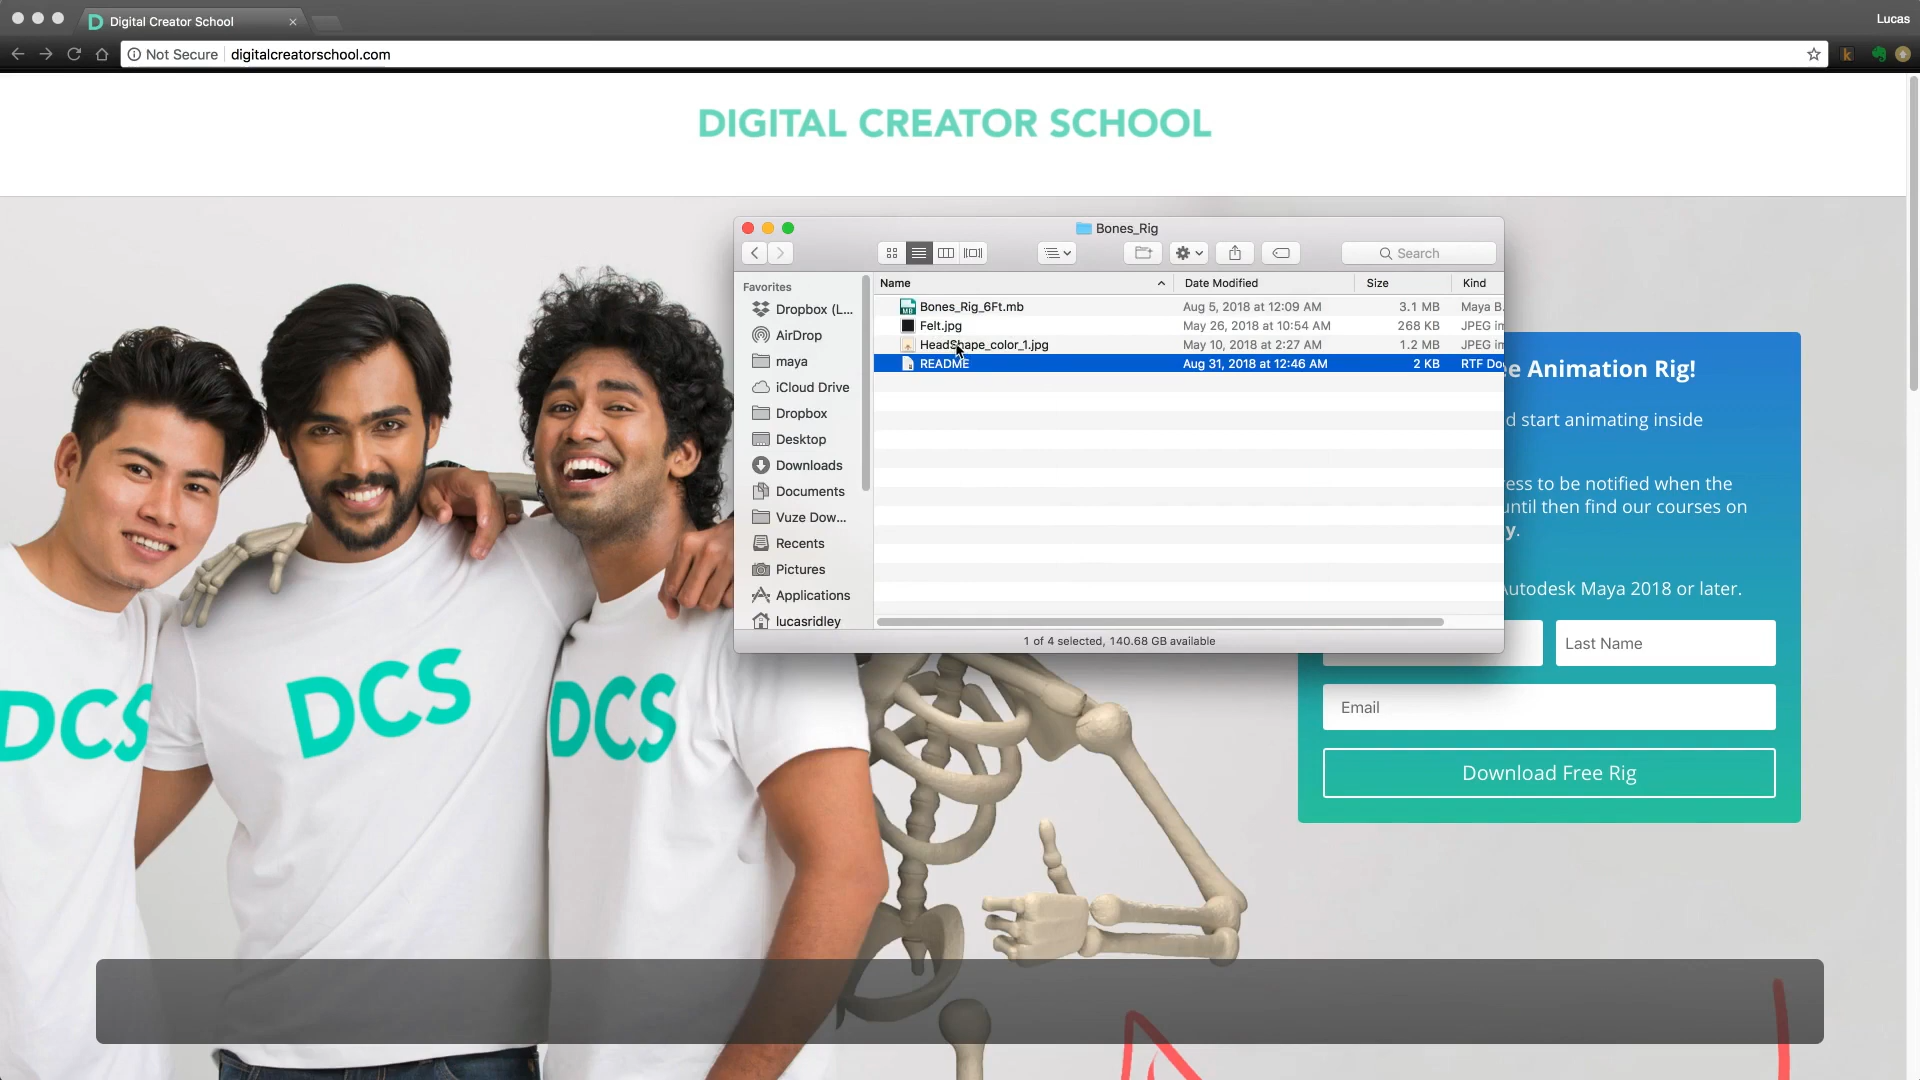 Digital Creator School
Lucas
Not Secure digitalcreatorschool.com
DIGITAL CREATOR SCHOOL
Bones_Rig
Search
Favorites
Dropbox (L...
AirDrop
maya
iCloud Drive
Dropbox
Desktop
Downloads
Documents
Vuze Dow...
Recents
Pictures
Applications
lucasridley
Name Date Modified Size Kind
Bones_Rig_6Ft.mb Aug 5, 2018 at 12:09 AM 3.1 MB Maya B
Felt.jpg May 26, 2018 at 10:54 AM 268 KB JPEG in
HeadShape_color_1.jpg May 10, 2018 at 2:27 AM 1.2 MB JPEG in
README Aug 31, 2018 at 12:46 AM 2 KB RTF Do
1 of 4 selected, 140.68 GB available
e Animation Rig!
d start animating inside
ess to be notified when the
until then find our courses on
y.
Autodesk Maya 2018 or later.
Last Name
Email
Download Free Rig
DCS
DCS
DCS